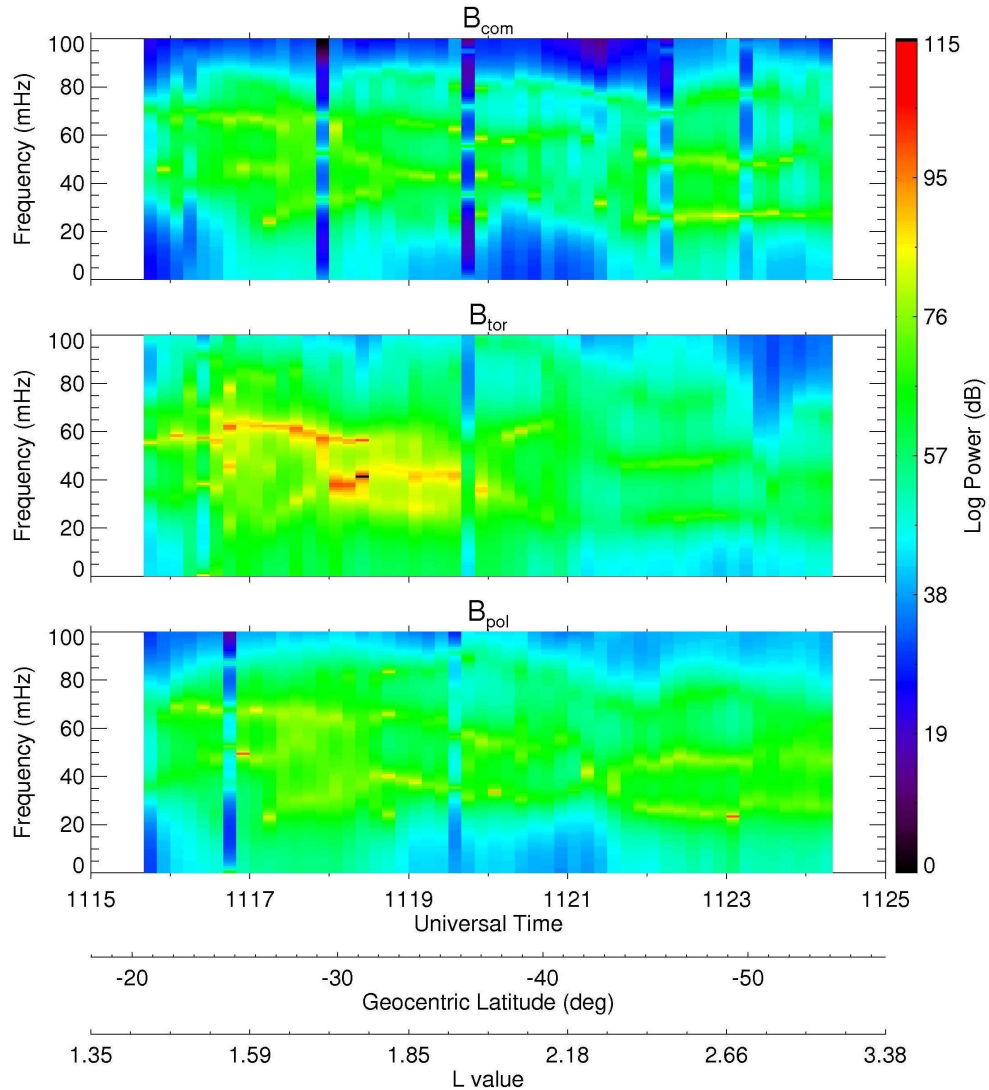 B_com
100
80
60
40
20
0
Frequency (mHz)
B_tor
100
80
60
40
20
0
Frequency (mHz)
B_pol
100
80
60
40
20
0
Frequency (mHz)
1115 1117 1119 1121 1123 1125
Universal Time
-20 -30 -40 -50
Geocentric Latitude (deg)
1.35 1.59 1.85 2.18 2.66 3.38
L value
115
95
76
57
38
19
0
Log Power (dB)